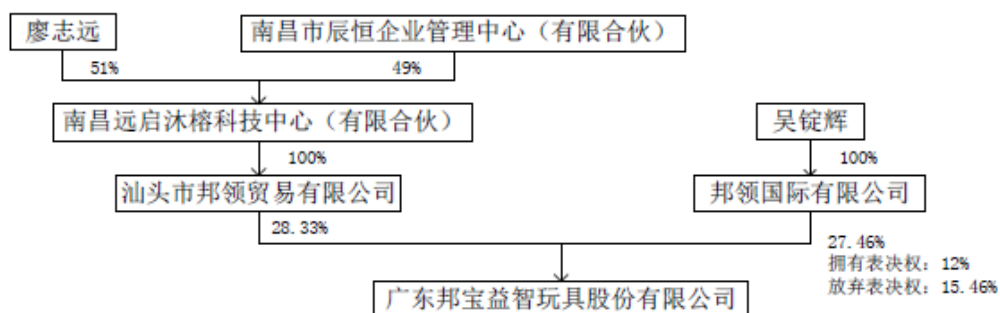 廖志远
南昌市辰恒企业管理中心（有限合伙）
51%
49%
南昌远启沐榕科技中心（有限合伙）
吴锭辉
100%
100%
汕头市邦领贸易有限公司
邦领国际有限公司
28.33%
27.46%
拥有表决权：12%
放弃表决权：15.46%
广东邦宝益智玩具股份有限公司